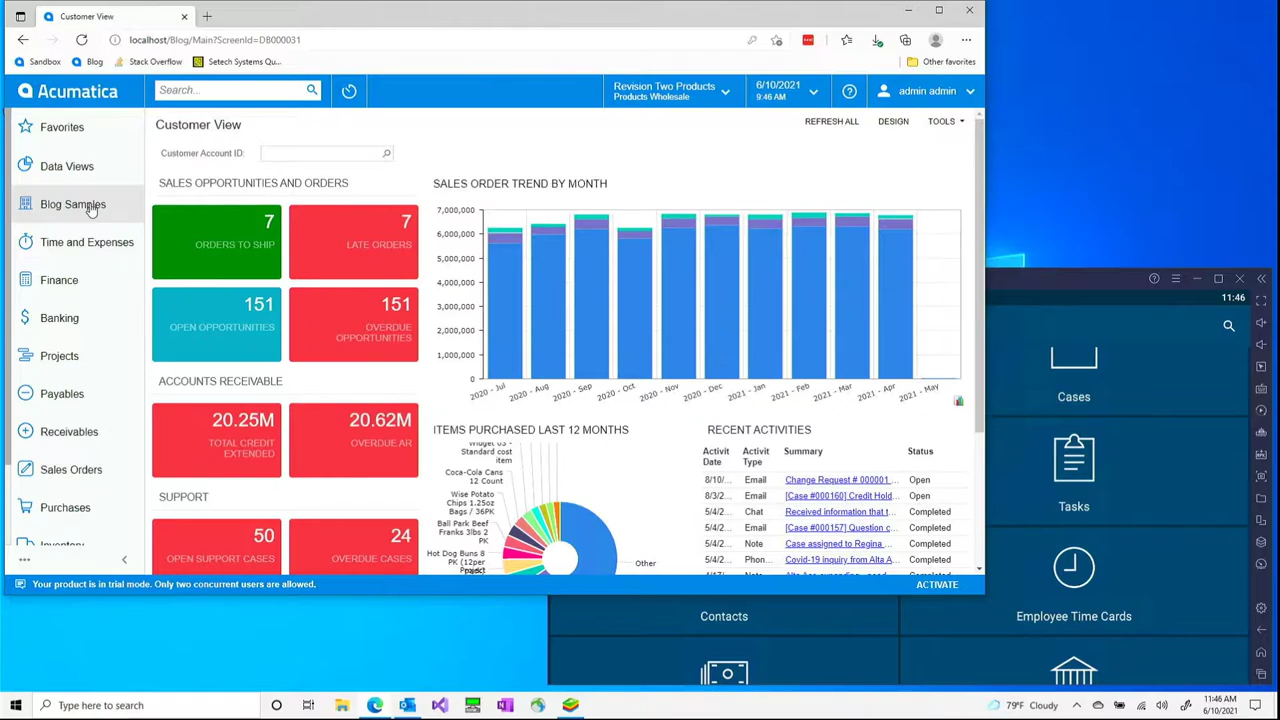 Customer View
localhost/Blog/Main?ScreenId=DB000031
Sandbox
Blog
Stack Overflow
Setech Systems Qu...
Other favorites
Acumatica
Search...
Revision Two Products
Products Wholesale
6/10/2021
9:46 AM
admin admin
Favorites
Data Views
Blog Samples
Time and Expenses
Finance
Banking
Projects
Payables
Receivables
Sales Orders
Purchases
Inventory
Customer View
REFRESH ALL
DESIGN
TOOLS
Customer Account ID:
SALES OPPORTUNITIES AND ORDERS
7
ORDERS TO SHIP
7
LATE ORDERS
151
OPEN OPPORTUNITIES
151
OVERDUE
OPPORTUNITIES
ACCOUNTS RECEIVABLE
20.25M
TOTAL CREDIT
EXTENDED
20.62M
OVERDUE AR
SUPPORT
50
OPEN SUPPORT CASES
24
OVERDUE CASES
SALES ORDER TREND BY MONTH
7,000,000
6,000,000
5,000,000
4,000,000
3,000,000
2,000,000
1,000,000
0
2020 - Jul
2020 - Aug
2020 - Sep
2020 - Oct
2020 - Nov
2020 - Dec
2021 - Jan
2021 - Feb
2021 - Mar
2021 - Apr
2021 - May
ITEMS PURCHASED LAST 12 MONTHS
Widget 03 -
Standard cost
item
Coca-Cola Cans
12 Count
Wise Potato
Chips 1.25oz
Bags / 36PK
Ball Park Beef
Franks 3lbs 2
PK
Hot Dog Buns 8
PK (12per
Other
RECENT ACTIVITIES
Activit Date
Activit Type
Summary
Status
8/10/... Email Change Request # 000001 ... Open
8/3/2... Email [Case #000160] Credit Hold... Open
5/4/2... Chat Received information that t... Completed
5/4/2... Email [Case #000157] Question c... Completed
5/4/2... Note Case assigned to Regina ... Completed
5/4/2... Phon... Covid-19 inquiry from Alta A... Completed
Your product is in trial mode. Only two concurrent users are allowed.
ACTIVATE
11:46
Cases
Tasks
Contacts
Employee Time Cards
Type here to search
79°F Cloudy
11:46 AM
6/10/2021